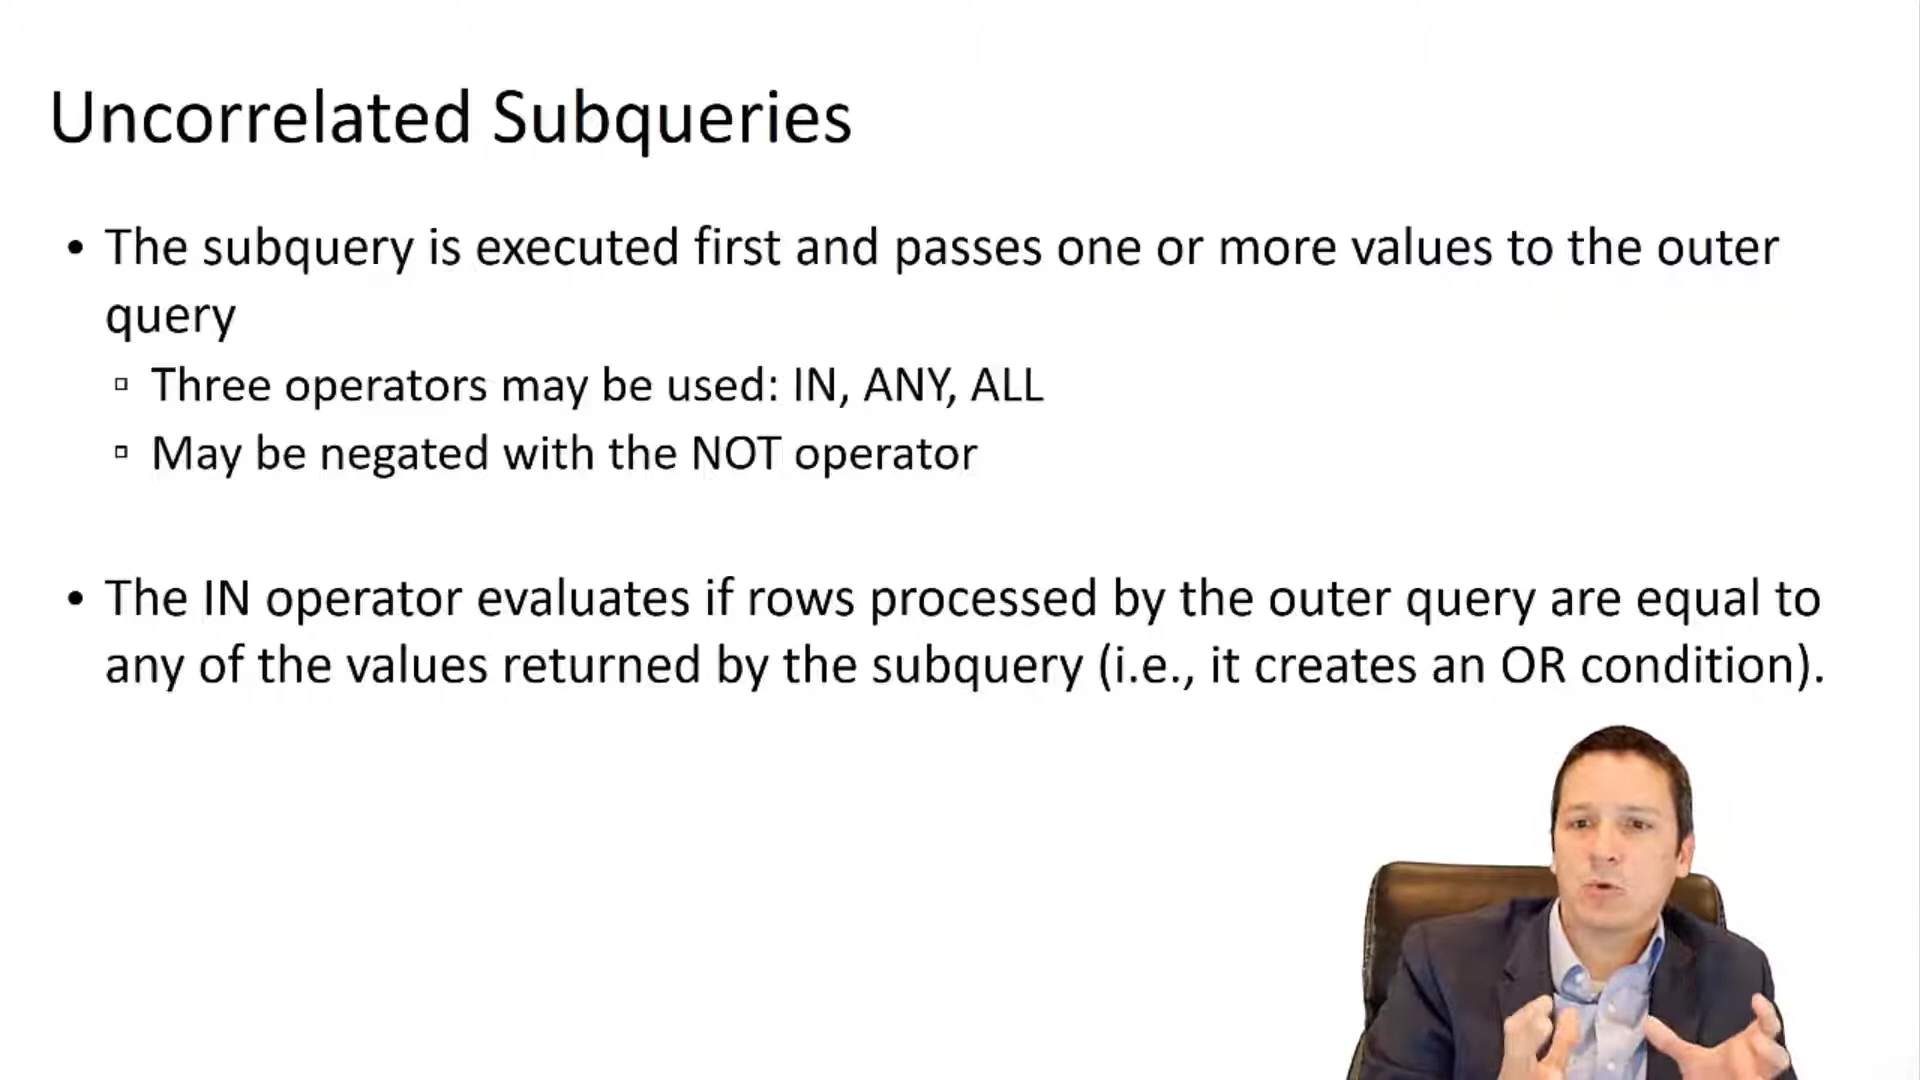 Uncorrelated Subqueries
• The subquery is executed first and passes one or more values to the outer
query
▫ Three operators may be used: IN, ANY, ALL
▫ May be negated with the NOT operator
• The IN operator evaluates if rows processed by the outer query are equal to
any of the values returned by the subquery (i.e., it creates an OR condition).